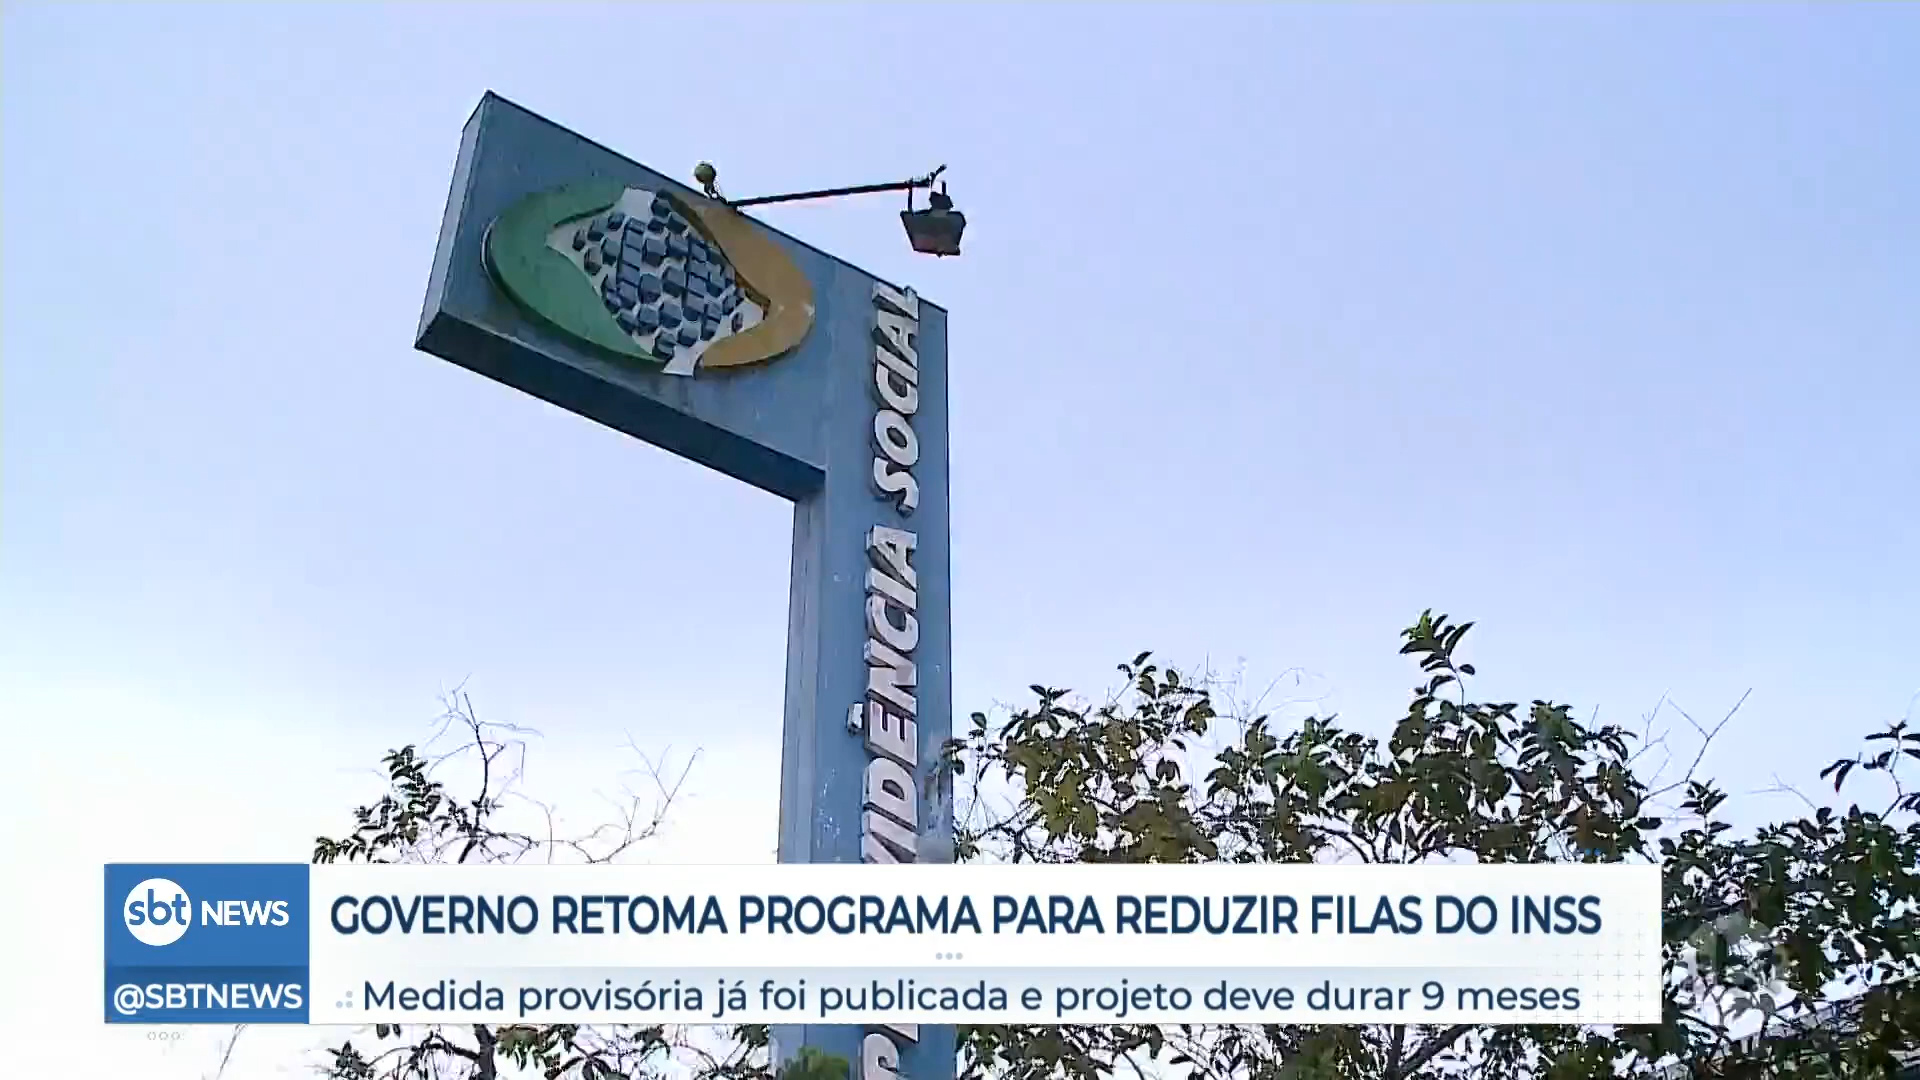 PREVIDÊNCIA SOCIAL
sbt NEWS
GOVERNO RETOMA PROGRAMA PARA REDUZIR FILAS DO INSS
@SBTNEWS
Medida provisória já foi publicada e projeto deve durar 9 meses